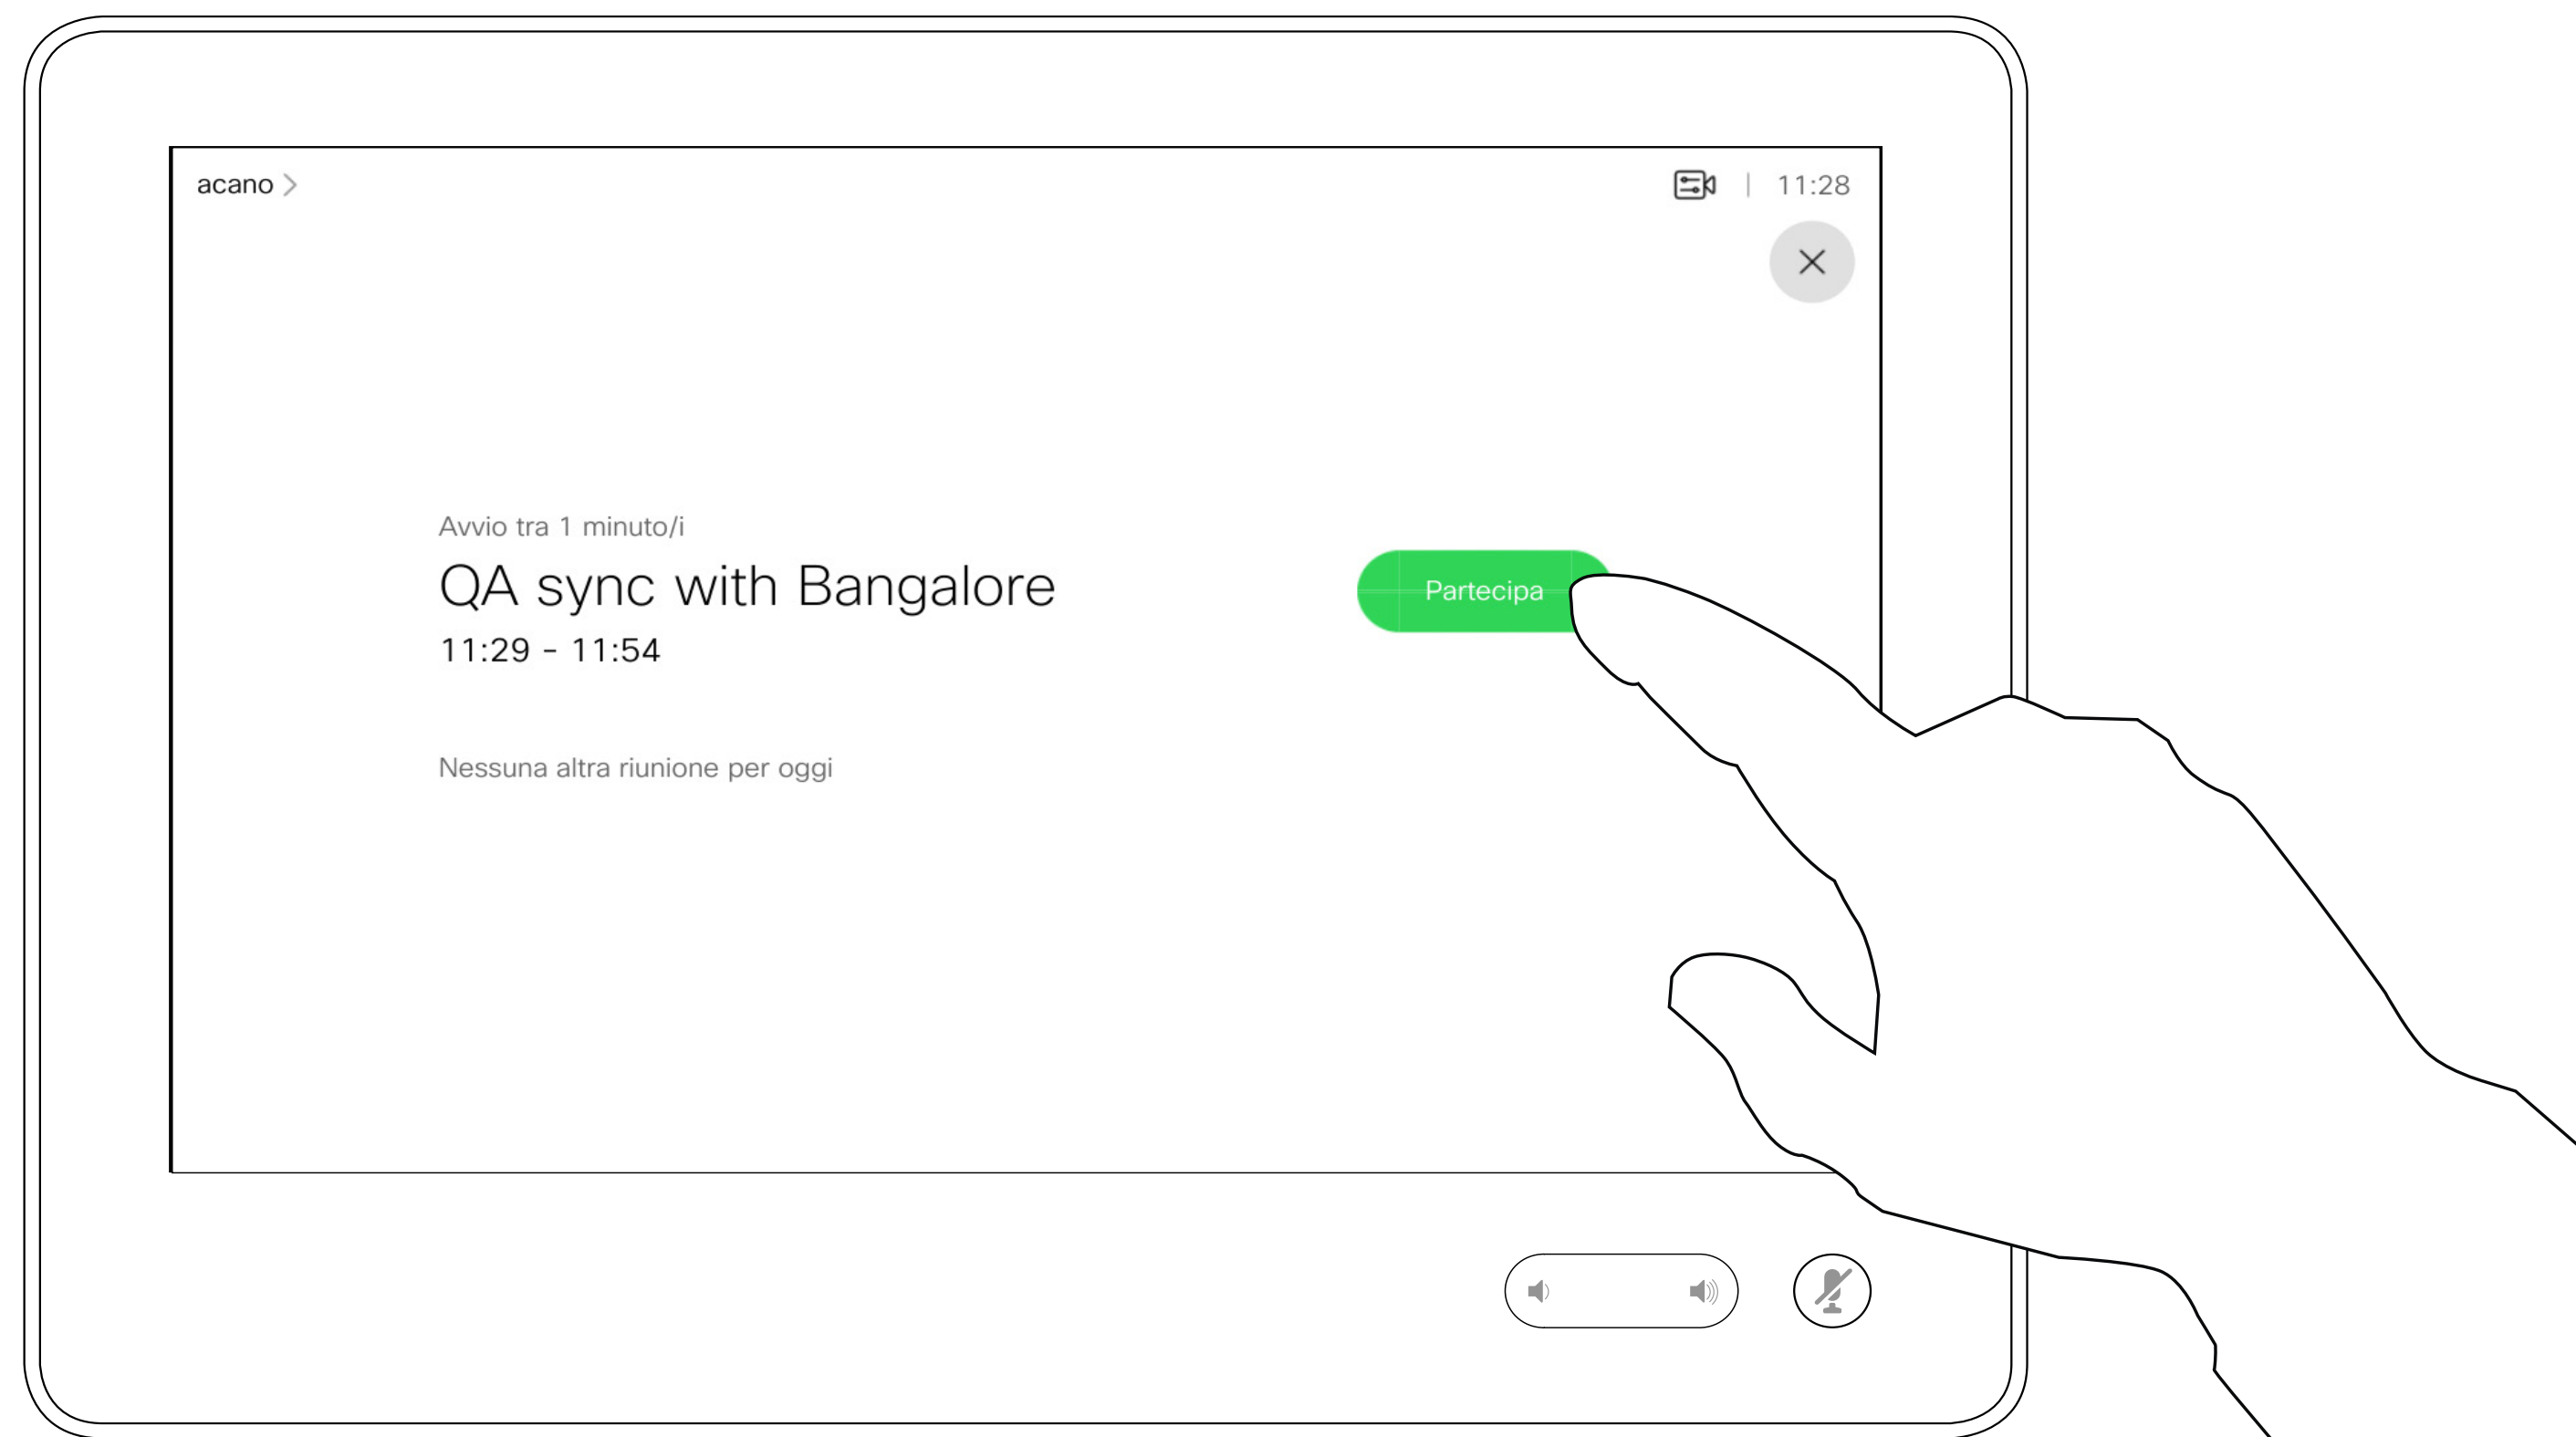 acano
11:28
Avvio tra 1 minuto/i
QA sync with Bangalore
11:29 - 11:54
Partecipa
Nessuna altra riunione per oggi